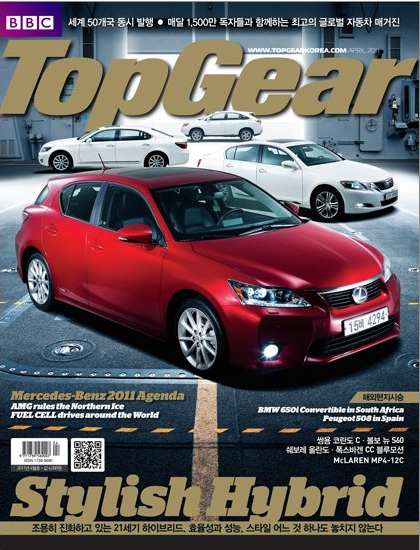 BBC
세계 50개국 동시 발행 • 매달 1,500만 독자들과 함께하는 최고의 글로벌 자동차 매거진
WWW.TOPGEARKOREA.COM APRIL 2011
TopGear
15바 4294
Mercedes-Benz 2011 Agenda
AMG rules the Northern Ice
FUEL CELL drives around the World
해외현지시승
BMW 650i Convertible in South Africa
Peugeot 508 in Spain
쌍용 코란도 C · 볼보 뉴 S60
쉐보레 올란도 · 폭스바겐 CC 블루모션
McLAREN MP4-12C
Stylish Hybrid
조용히 진화하고 있는 21세기 하이브리드, 효율성과 성능, 스타일 어느 것 하나도 놓치지 않는다